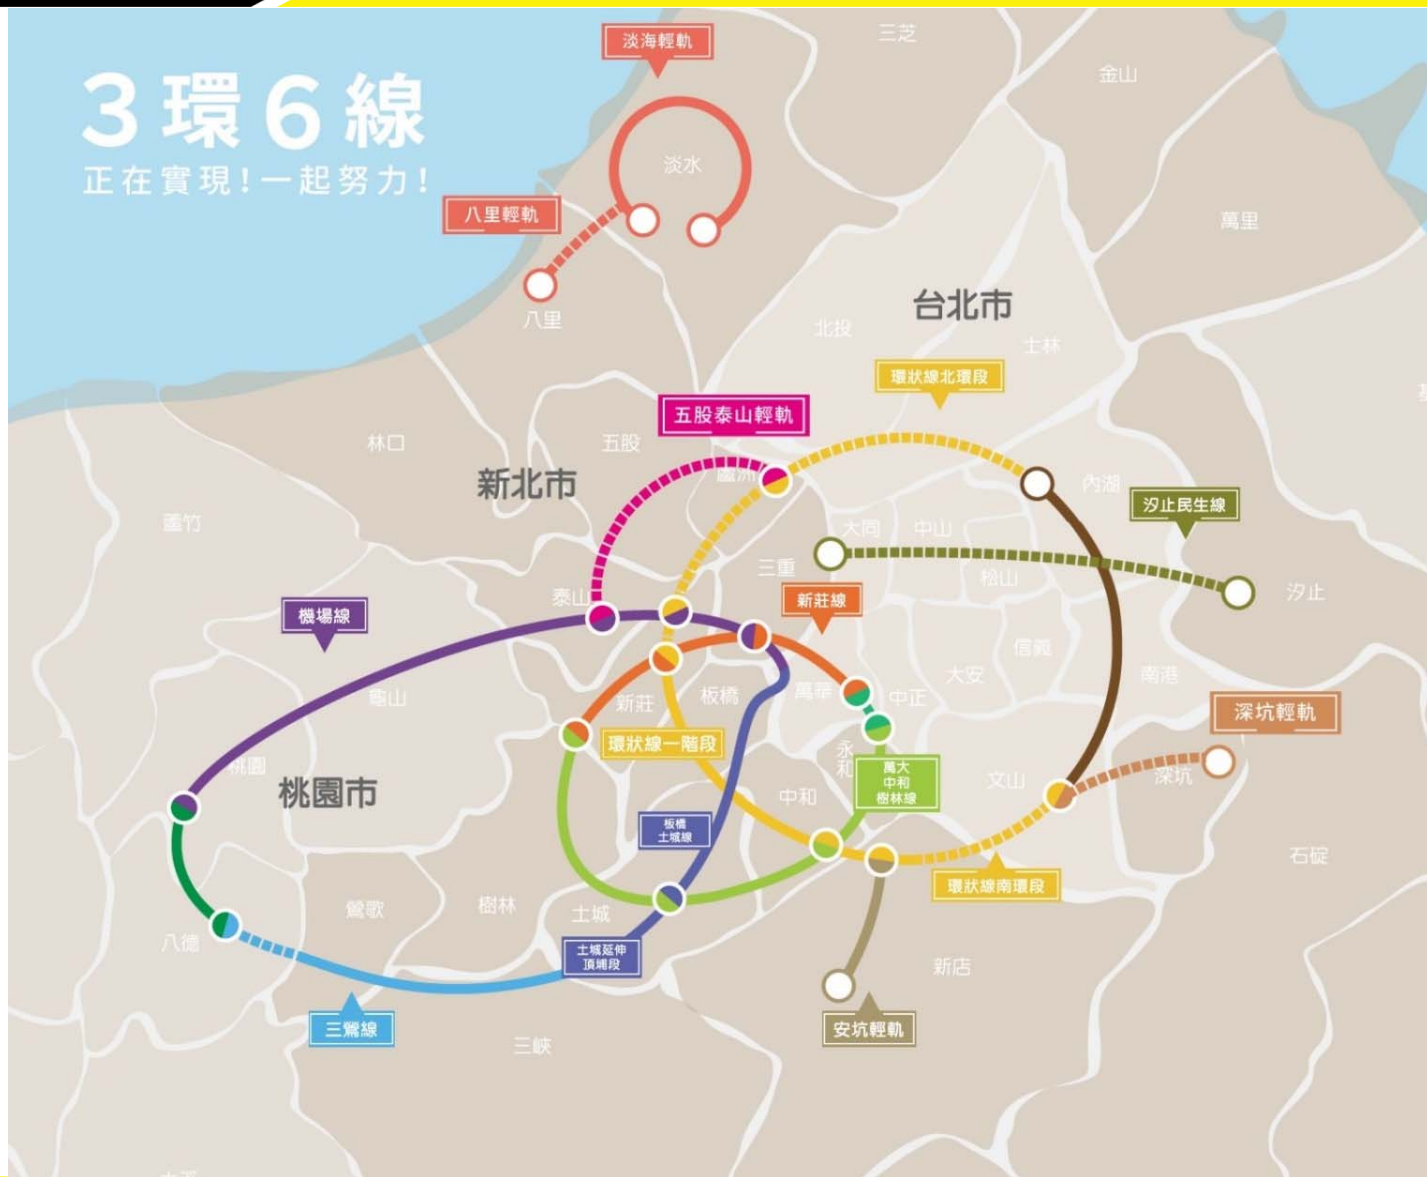 3環6線
正在實現!一起努力!
淡海輕軌
三芝
金山
淡水
八里輕軌
萬里
八里
台北市
北投
士林
環狀線北環段
五股泰山輕軌
林口
五股
新北市
蘆洲
內湖
汐止民生線
蘆竹
大同
中山
三重
松山
汐止
泰山
新莊線
機場線
信義
大安
南港
龜山
新莊
板橋
萬華
中正
深坑輕軌
環狀線一階段
永和
桃園
桃園市
萬大
中和
樹林線
中和
文山
深坑
板橋
土城線
石碇
環狀線南環段
鶯歌
樹林
土城
八德
土城延伸
頂埔段
新店
三鶯線
安坑輕軌
三峽